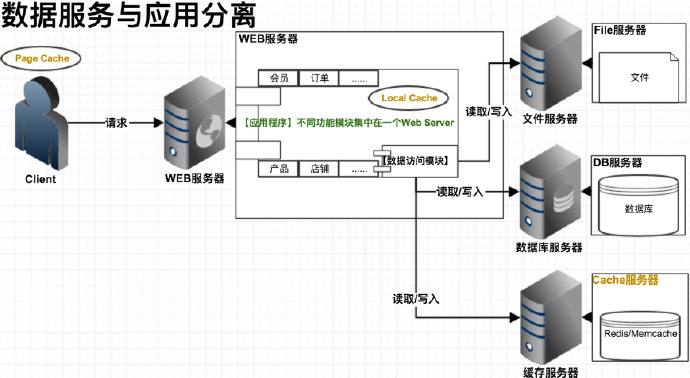 数据服务与应用分离
Page Cache
Client
请求
WEB服务器
WEB服务器
会员
订单
......
Local Cache
【应用程序】不同功能模块集中在一个Web Server
产品
店铺
......
【数据访问模块】
读取/写入
读取/写入
读取/写入
文件服务器
File服务器
文件
数据库服务器
DB服务器
数据库
缓存服务器
Cache服务器
Redis/Memcache